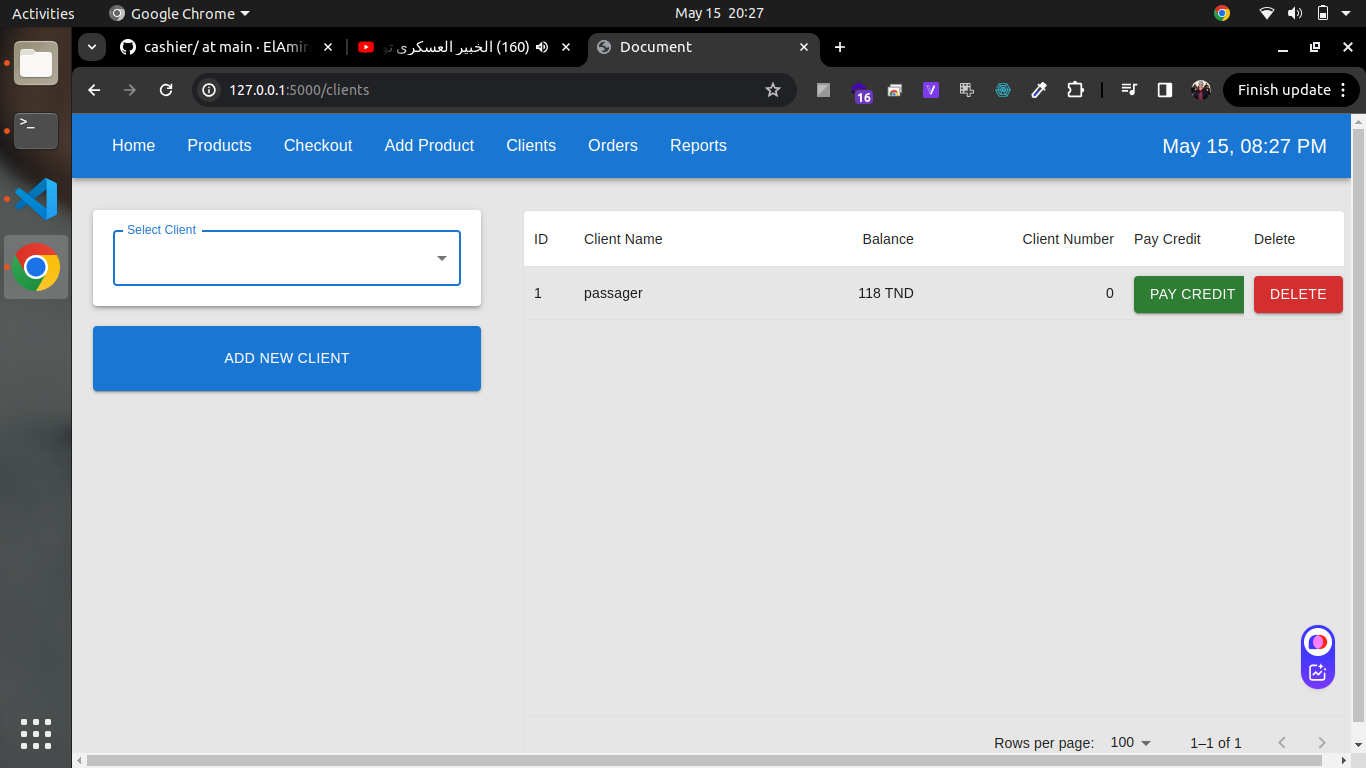 Activities
Google Chrome
May 15 20:27
cashier/ at main · ElAmir
(160) الخبير العسكري تو
Document
127.0.0.1:5000/clients
16
V
Finish update
Home
Products
Checkout
Add Product
Clients
Orders
Reports
May 15, 08:27 PM
Select Client
ADD NEW CLIENT
ID
Client Name
Balance
Client Number
Pay Credit
Delete
1
passager
118 TND
0
PAY CREDIT
DELETE
Rows per page:
100
1–1 of 1